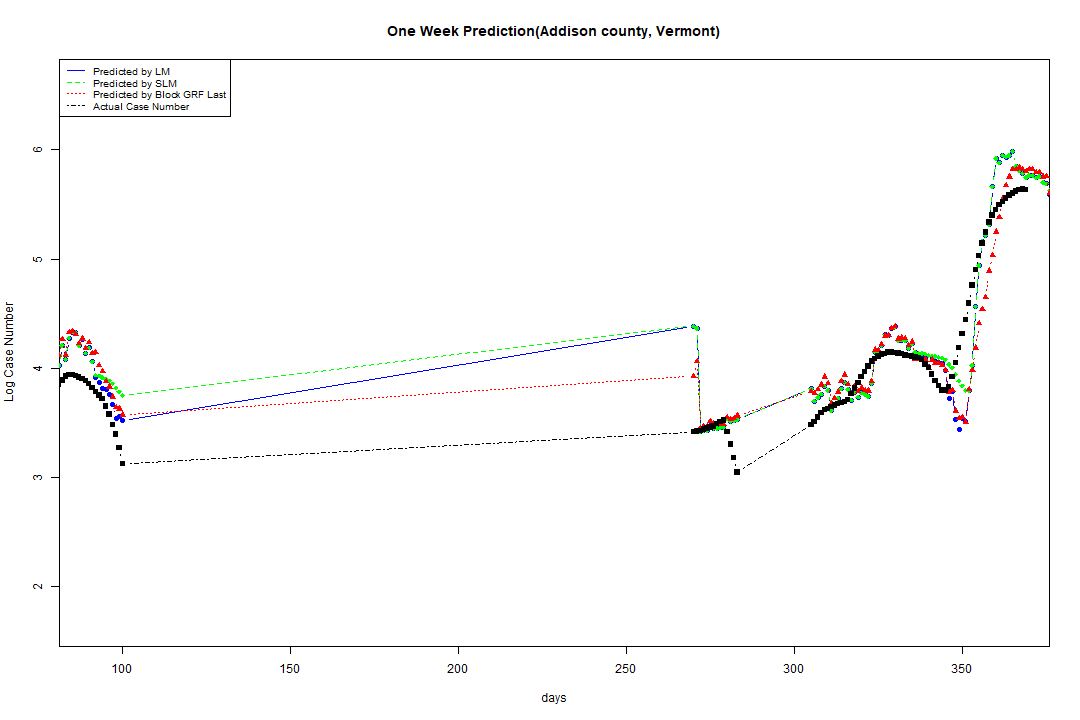 One Week Prediction(Addison county, Vermont)
Predicted by LM
Predicted by SLM
Predicted by Block GRF Last
Actual Case Number
Log Case Number
6
5
4
3
2
100
150
200
250
300
350
days